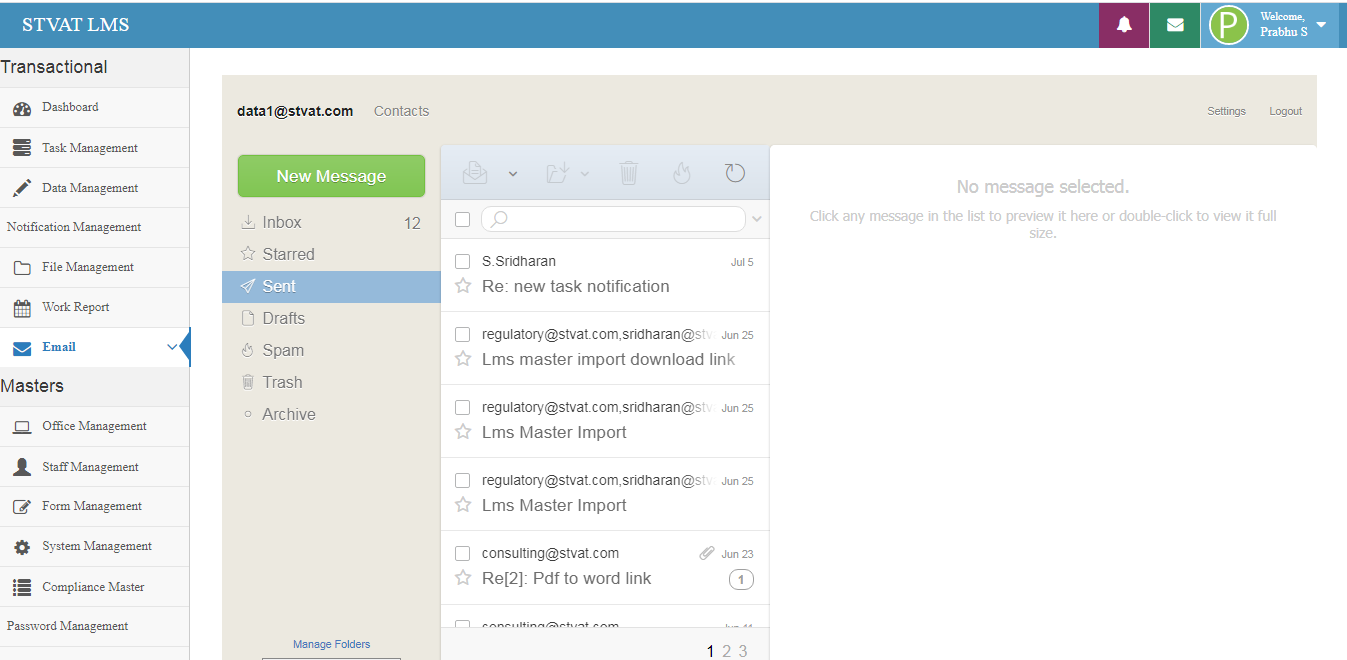 STVAT LMS
P
Welcome,
Prabhu S
Transactional
Dashboard
Task Management
Data Management
Notification Management
File Management
Work Report
Email
Masters
Office Management
Staff Management
Form Management
System Management
Compliance Master
Password Management
data1@stvat.com Contacts
Settings Logout
New Message
Inbox 12
Starred
Sent
Drafts
Spam
Trash
Archive
Manage Folders
S.Sridharan Jul 5
Re: new task notification
regulatory@stvat.com,sridharan@stv Jun 25
Lms master import download link
regulatory@stvat.com,sridharan@stv Jun 25
Lms Master Import
regulatory@stvat.com,sridharan@stv Jun 25
Lms Master Import
consulting@stvat.com Jun 23
Re[2]: Pdf to word link 1
consulting@stvat.com
1 2 3
No message selected.
Click any message in the list to preview it here or double-click to view it full
size.